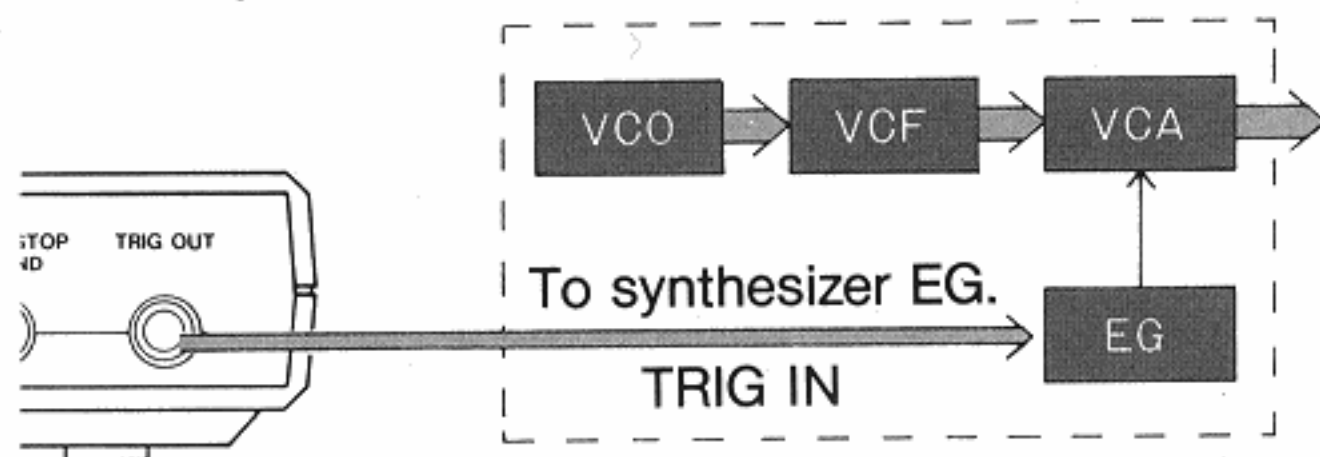 VCO
VCF
VCA
TRIG OUT
To synthesizer EG.
EG
TRIG IN